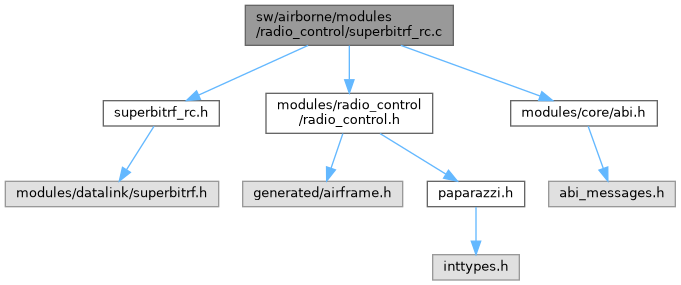 sw/airborne/modules
/radio_control/superbitrf_rc.c
superbitrf_rc.h
modules/radio_control
/radio_control.h
modules/core/abi.h
modules/datalink/superbitrf.h
generated/airframe.h
paparazzi.h
abi_messages.h
inttypes.h